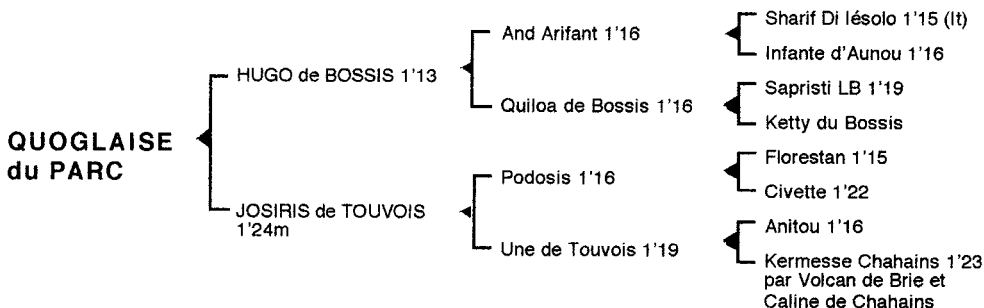 QUOGLAISE
du PARC
HUGO de BOSSIS 1'13
JOSIRIS de TOUVOIS
1'24m
And Arifant 1'16
Quiloa de Bossis 1'16
Podosis 1'16
Une de Touvois 1'19
Sharif Di Iésolo 1'15 (It)
Infante d'Aunou 1'16
Sapristi LB 1'19
Ketty du Bossis
Florestan 1'15
Civette 1'22
Anitou 1'16
Kermesse Chahains 1'23
par Volcan de Brie et
Caline de Chahains